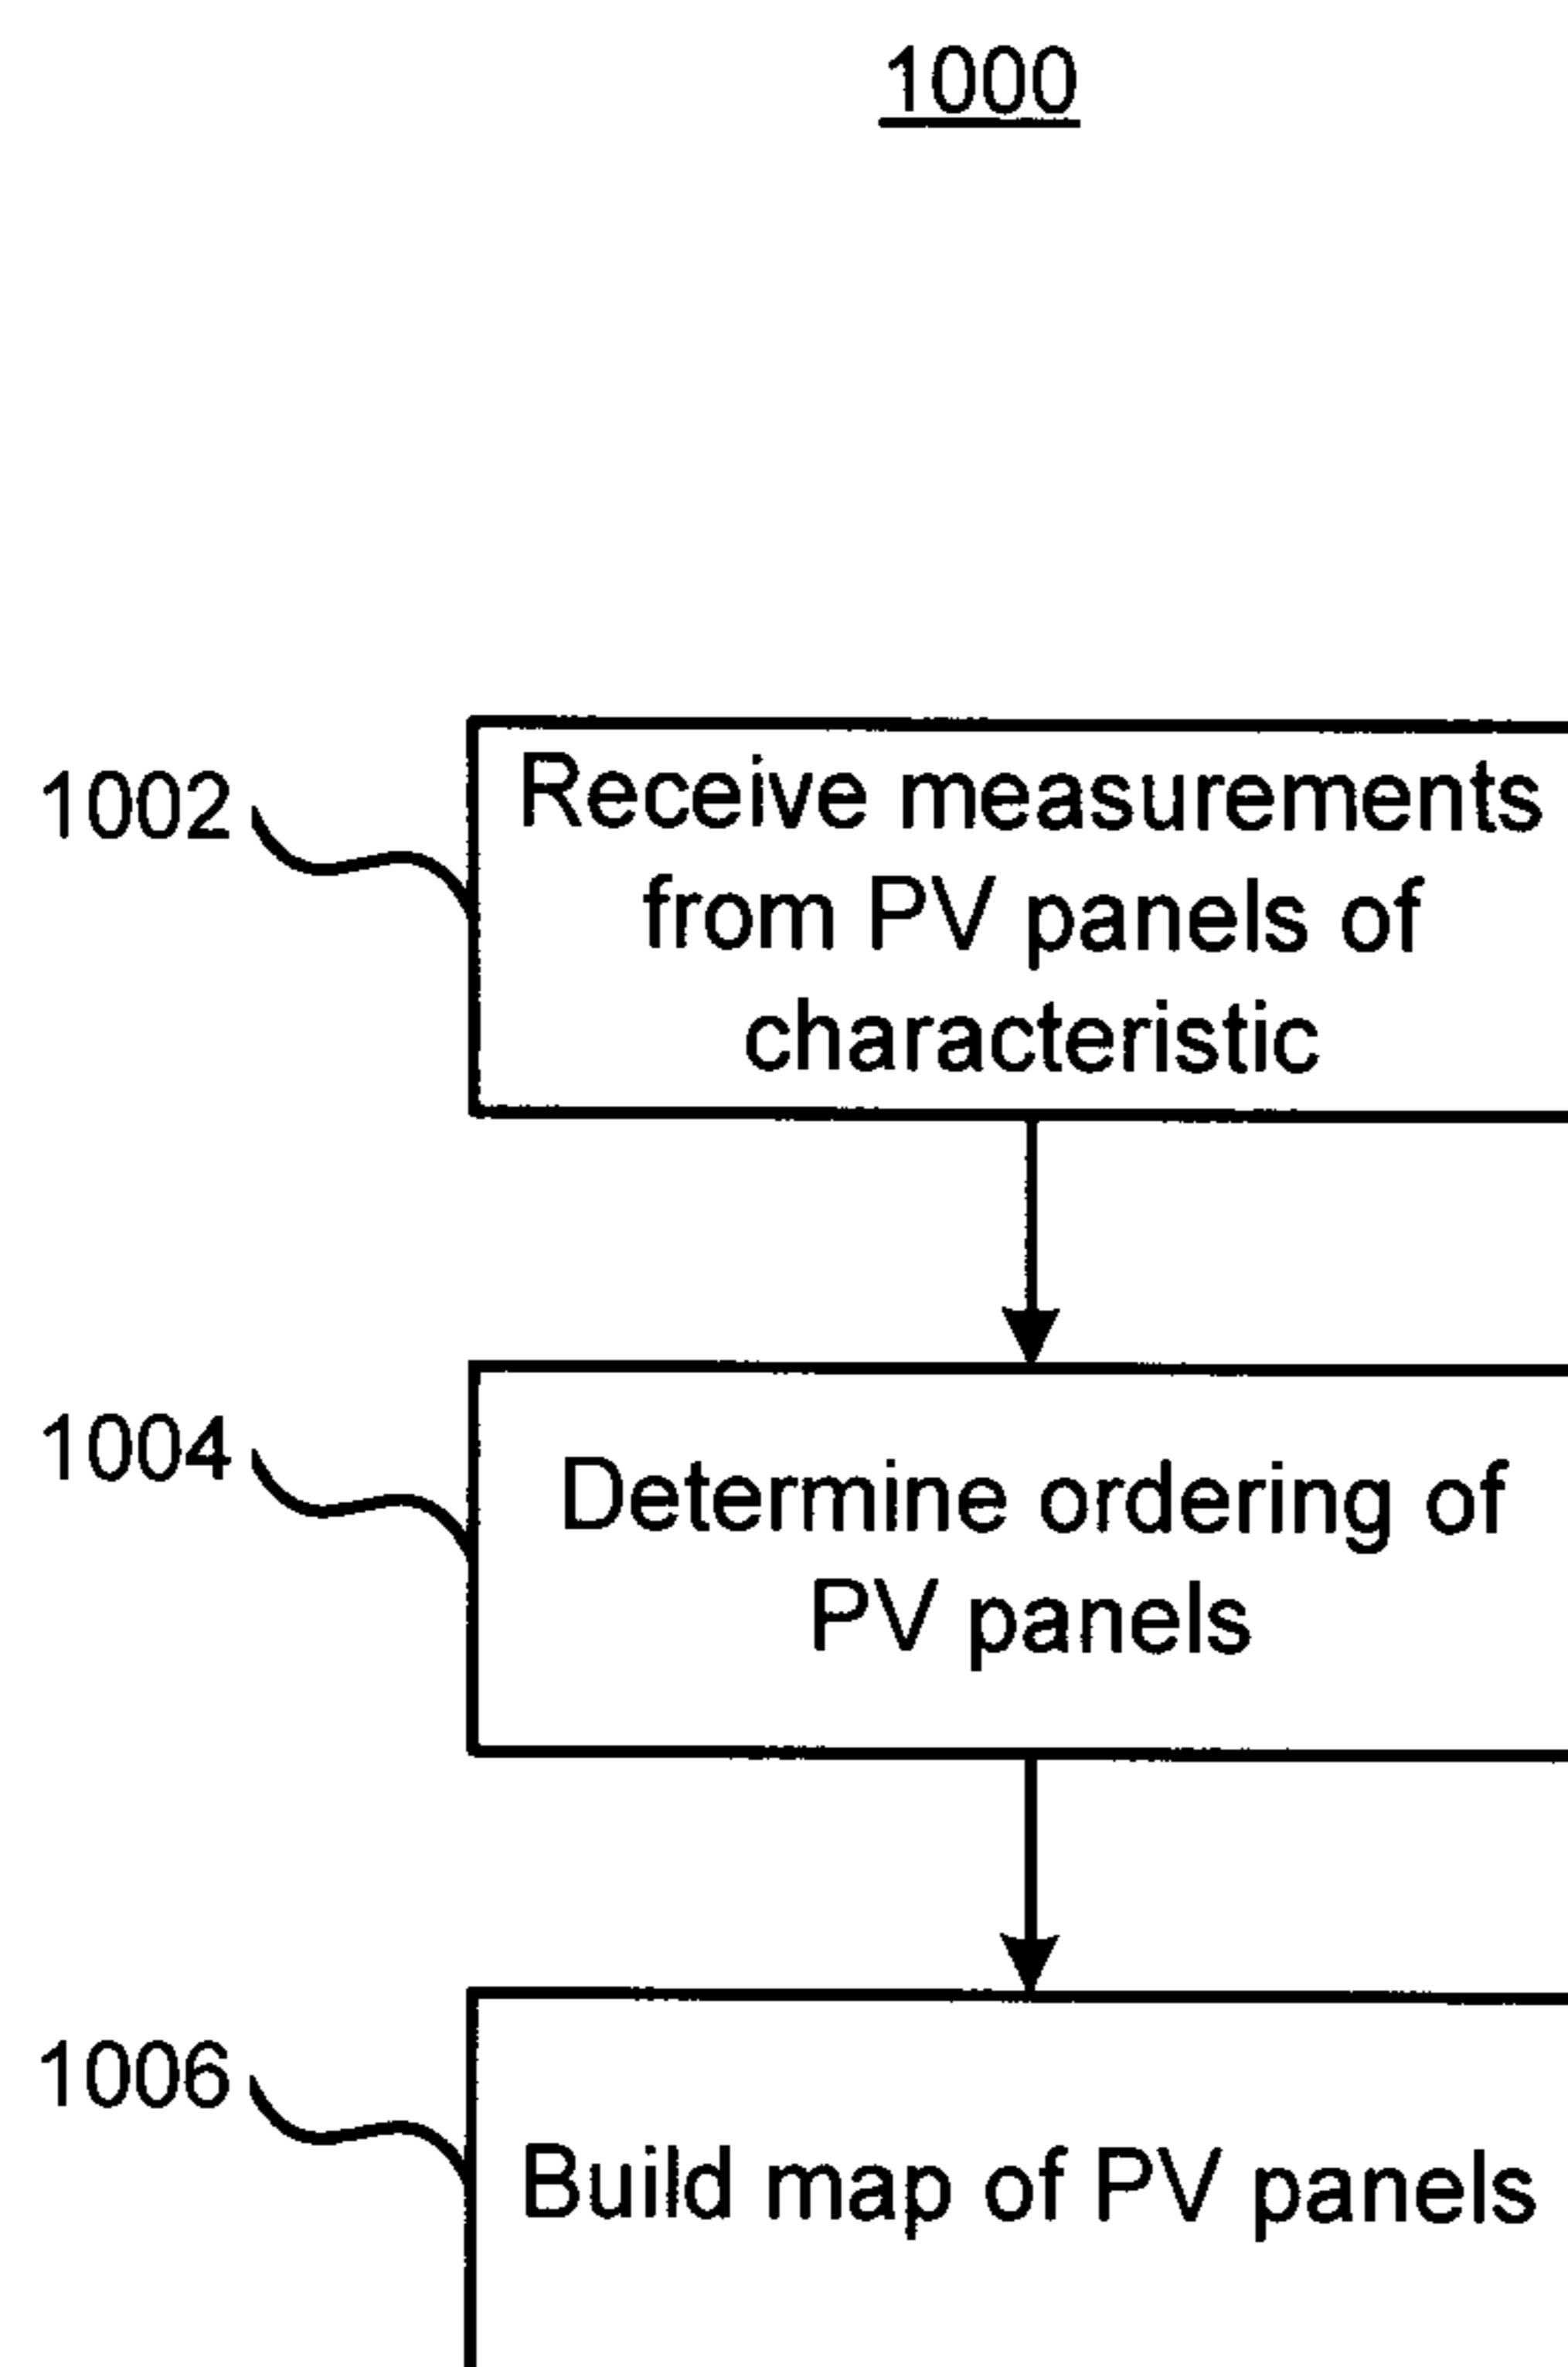 1000
1002
Receive measurements
from PV panels of
characteristic
1004
Determine ordering of
PV panels
1006
Build map of PV panels